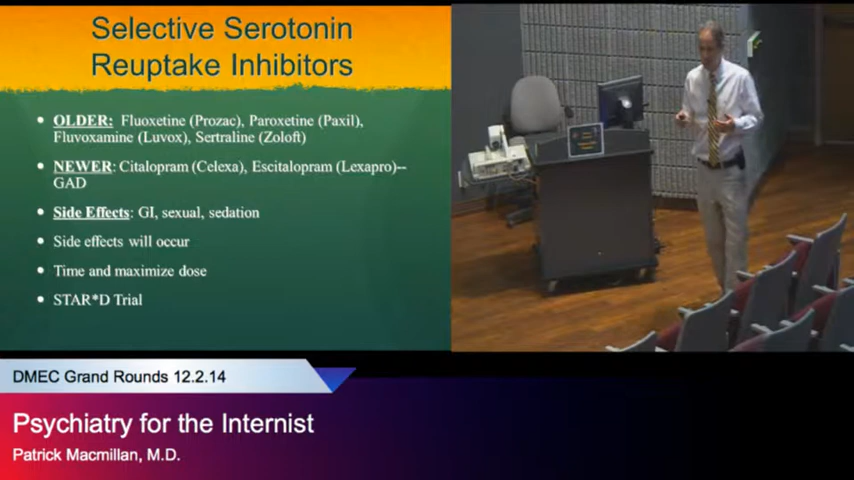 Selective Serotonin
Reuptake Inhibitors
• OLDER: Fluoxetine (Prozac), Paroxetine (Paxil),
Fluvoxamine (Luvox), Sertraline (Zoloft)
• NEWER: Citalopram (Celexa), Escitalopram (Lexapro)--
GAD
• Side Effects: GI, sexual, sedation
• Side effects will occur
• Time and maximize dose
• STAR*D Trial
DMEC Grand Rounds 12.2.14
Psychiatry for the Internist
Patrick Macmillan, M.D.